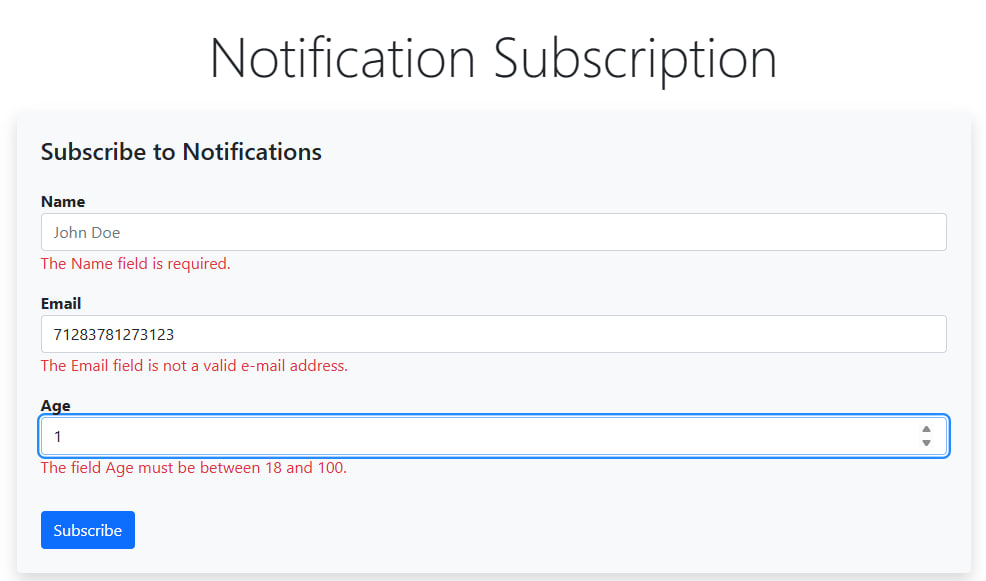 Notification Subscription
Subscribe to Notifications
Name
John Doe
The Name field is required.
Email
71283781273123
The Email field is not a valid e-mail address.
Age
1
The field Age must be between 18 and 100.
Subscribe